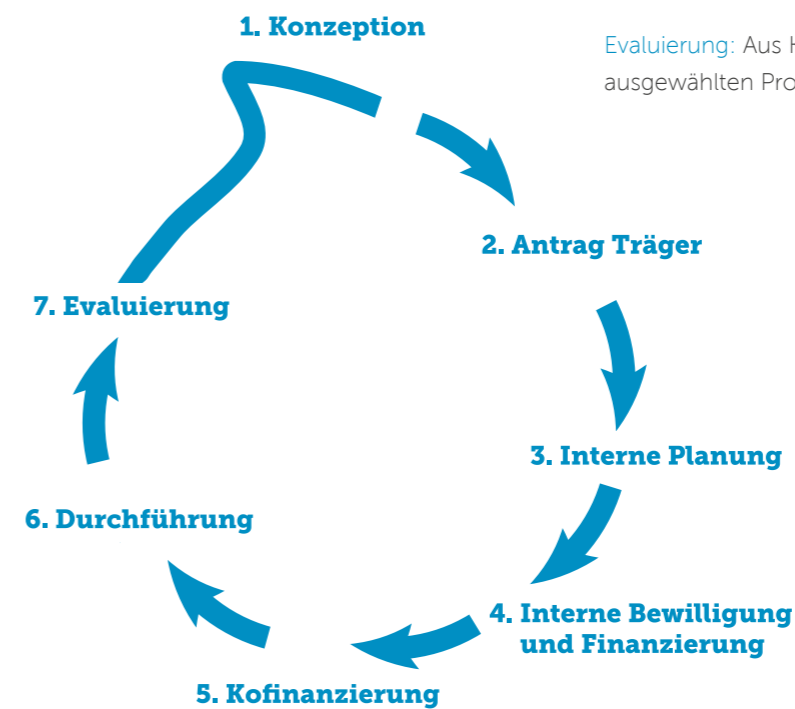 1. Konzeption
Evaluierung: Aus
ausgewählten
2. Antrag Träger
7. Evaluierung
3. Interne Planung
6. Durchführung
4. Interne Bewilligung
und Finanzierung
5. Kofinanzierung